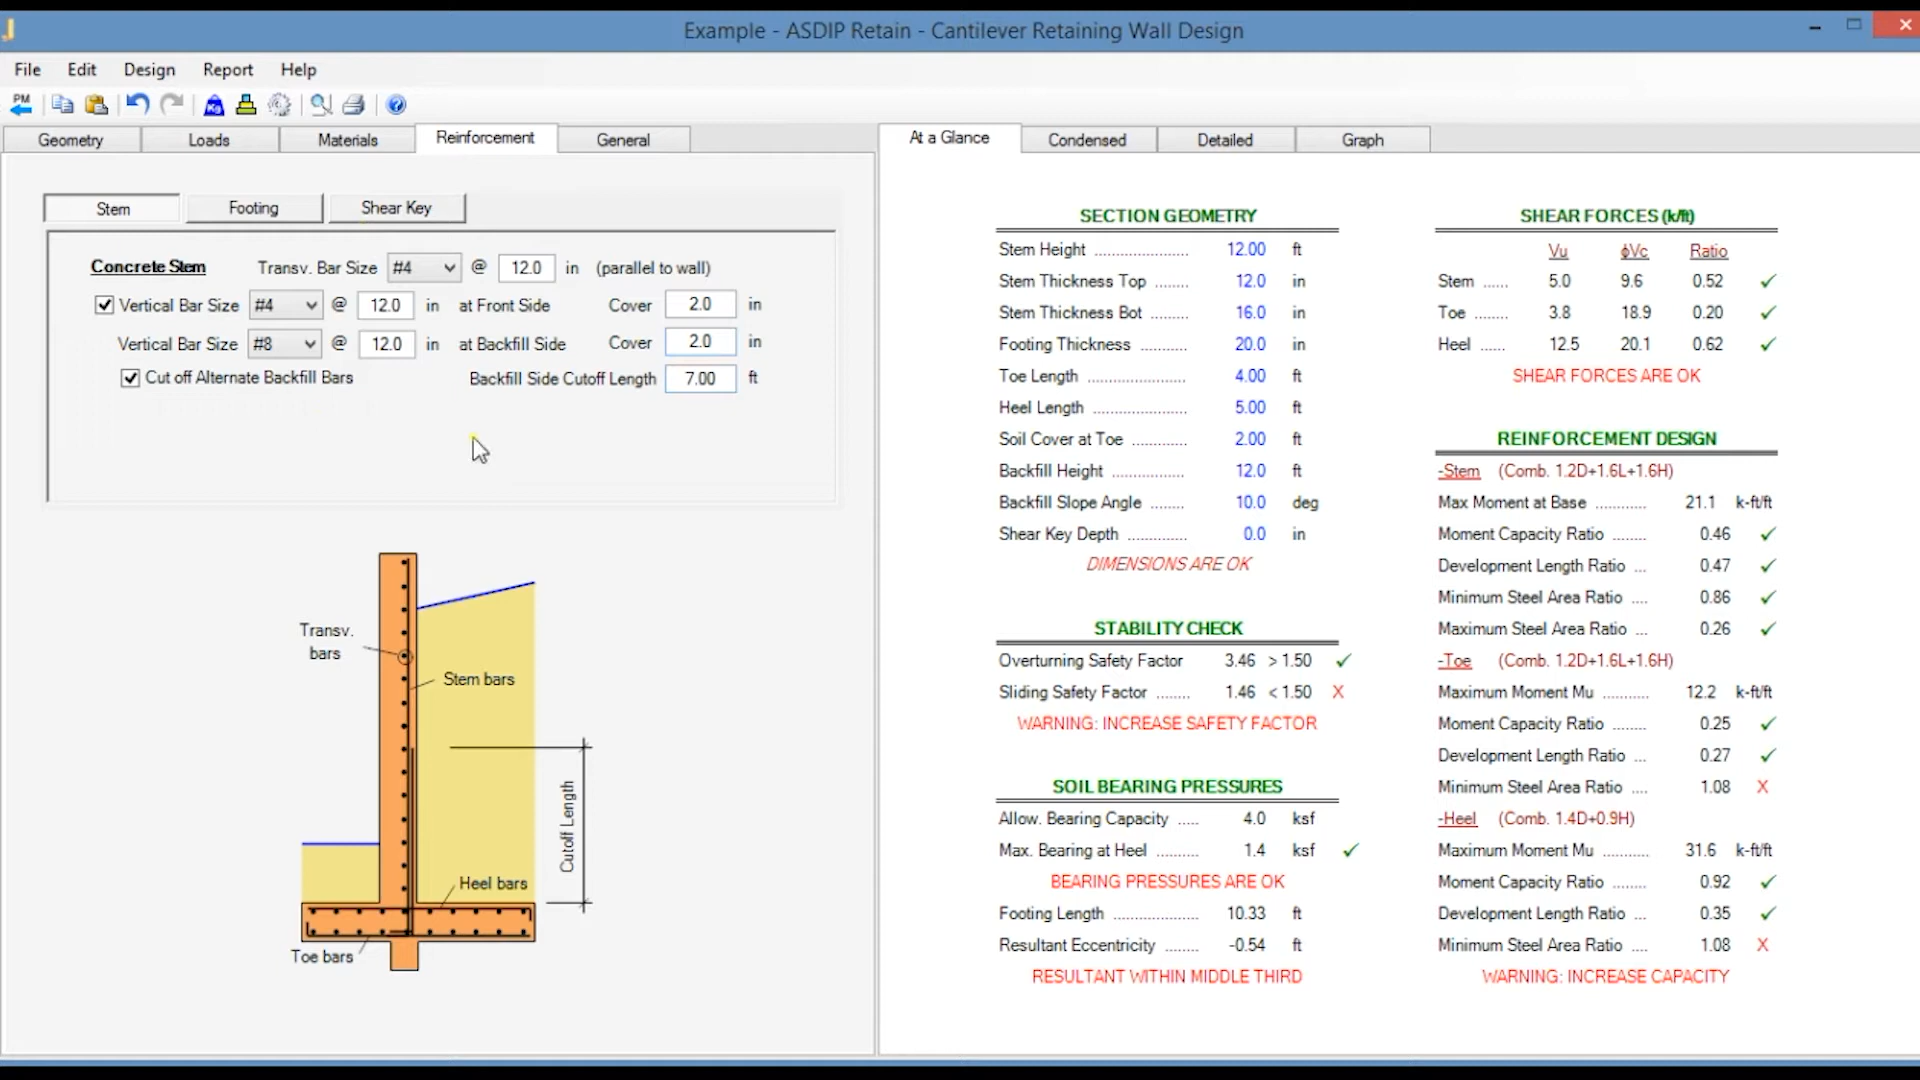 Example - ASDIP Retain - Cantilever Retaining Wall Design
File Edit Design Report Help
PM
Geometry Loads Materials Reinforcement General
Stem Footing Shear Key
Concrete Stem Transv. Bar Size #4 @ 12.0 in (parallel to wall)
Vertical Bar Size #4 @ 12.0 in at Front Side Cover 2.0 in
Vertical Bar Size #8 @ 12.0 in at Backfill Side Cover 2.0 in
Cut off Alternate Backfill Bars Backfill Side Cutoff Length 7.00 ft
Transv. bars
Stem bars
Cutoff Length
Heel bars
Toe bars
At a Glance Condensed Detailed Graph
SECTION GEOMETRY
Stem Height ...................... 12.00 ft
Stem Thickness Top ........ 12.0 in
Stem Thickness Bot ........ 16.0 in
Footing Thickness ........... 20.0 in
Toe Length ....................... 4.00 ft
Heel Length ...................... 5.00 ft
Soil Cover at Toe ............. 2.00 ft
Backfill Height ................. 12.0 ft
Backfill Slope Angle ........ 10.0 deg
Shear Key Depth .............. 0.0 in
DIMENSIONS ARE OK
STABILITY CHECK
Overturning Safety Factor 3.46 > 1.50 ✓
Sliding Safety Factor ........ 1.46 < 1.50 X
WARNING: INCREASE SAFETY FACTOR
SOIL BEARING PRESSURES
Allow. Bearing Capacity ..... 4.0 ksf
Max. Bearing at Heel .......... 1.4 ksf ✓
BEARING PRESSURES ARE OK
Footing Length .................. 10.33 ft
Resultant Eccentricity ........ -0.54 ft
RESULTANT WITHIN MIDDLE THIRD
SHEAR FORCES (k/ft)
Vu ϕVc Ratio
Stem ...... 5.0 9.6 0.52 ✓
Toe ........ 3.8 18.9 0.20 ✓
Heel ...... 12.5 20.1 0.62 ✓
SHEAR FORCES ARE OK
REINFORCEMENT DESIGN
-Stem (Comb. 1.2D+1.6L+1.6H)
Max Moment at Base ............ 21.1 k-ft/ft
Moment Capacity Ratio ........ 0.46 ✓
Development Length Ratio ... 0.47 ✓
Minimum Steel Area Ratio .... 0.86 ✓
Maximum Steel Area Ratio ... 0.26 ✓
-Toe (Comb. 1.2D+1.6L+1.6H)
Maximum Moment Mu ........... 12.2 k-ft/ft
Moment Capacity Ratio ........ 0.25 ✓
Development Length Ratio ... 0.27 ✓
Minimum Steel Area Ratio .... 1.08 X
-Heel (Comb. 1.4D+0.9H)
Maximum Moment Mu ........... 31.6 k-ft/ft
Moment Capacity Ratio ........ 0.92 ✓
Development Length Ratio ... 0.35 ✓
Minimum Steel Area Ratio .... 1.08 X
WARNING: INCREASE CAPACITY